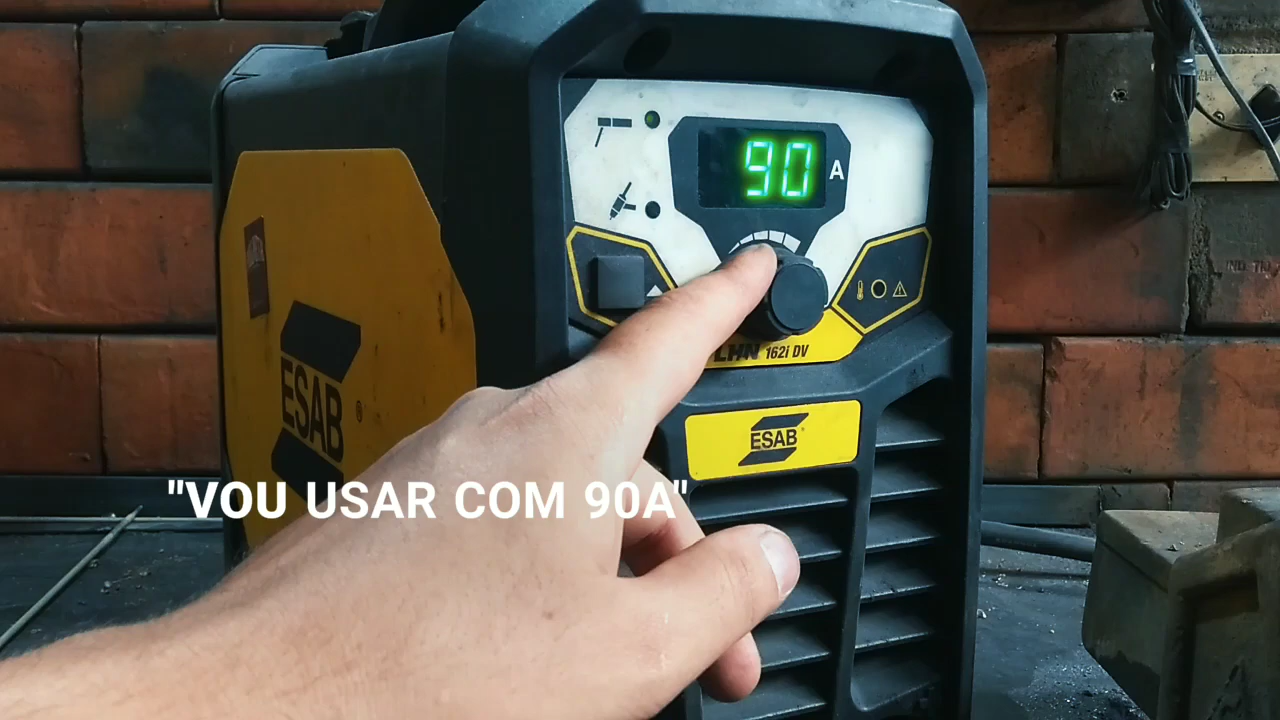 90 A
LHN 162i DV
ESAB
ESAB ®
"VOU USAR COM 90A"